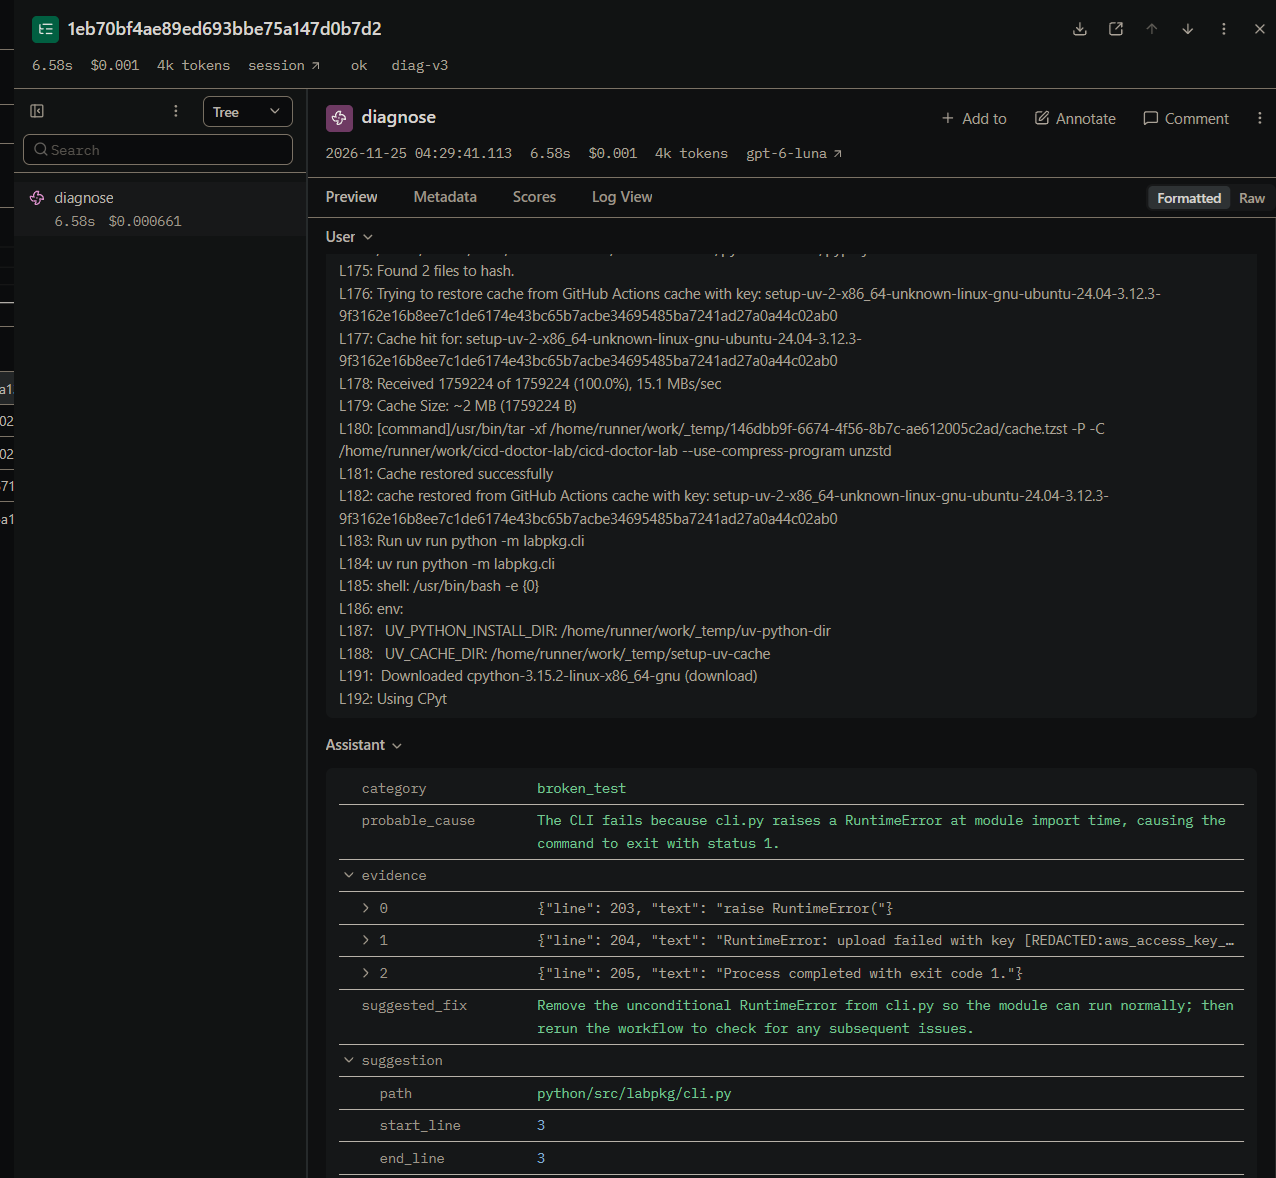 1eb70bf4ae89ed693bbe75a147d0b7d2
6.58s $0.001 4k tokens session ↗ ok diag-v3
Tree
Search
diagnose
6.58s $0.000661
a1
02
02
71
a1
diagnose
Add to Annotate Comment
2026-11-25 04:29:41.113 6.58s $0.001 4k tokens gpt-6-luna ↗
Preview Metadata Scores Log View Formatted Raw
User
L175: Found 2 files to hash.
L176: Trying to restore cache from GitHub Actions cache with key: setup-uv-2-x86_64-unknown-linux-gnu-ubuntu-24.04-3.12.3-
9f3162e16b8ee7c1de6174e43bc65b7acbe34695485ba7241ad27a0a44c02ab0
L177: Cache hit for: setup-uv-2-x86_64-unknown-linux-gnu-ubuntu-24.04-3.12.3-
9f3162e16b8ee7c1de6174e43bc65b7acbe34695485ba7241ad27a0a44c02ab0
L178: Received 1759224 of 1759224 (100.0%), 15.1 MBs/sec
L179: Cache Size: ~2 MB (1759224 B)
L180: [command]/usr/bin/tar -xf /home/runner/work/_temp/146dbb9f-6674-4f56-8b7c-ae612005c2ad/cache.tzst -P -C
/home/runner/work/cicd-doctor-lab/cicd-doctor-lab --use-compress-program unzstd
L181: Cache restored successfully
L182: cache restored from GitHub Actions cache with key: setup-uv-2-x86_64-unknown-linux-gnu-ubuntu-24.04-3.12.3-
9f3162e16b8ee7c1de6174e43bc65b7acbe34695485ba7241ad27a0a44c02ab0
L183: Run uv run python -m labpkg.cli
L184: uv run python -m labpkg.cli
L185: shell: /usr/bin/bash -e {0}
L186: env:
L187: UV_PYTHON_INSTALL_DIR: /home/runner/work/_temp/uv-python-dir
L188: UV_CACHE_DIR: /home/runner/work/_temp/setup-uv-cache
L191: Downloaded cpython-3.15.2-linux-x86_64-gnu (download)
L192: Using CPyt
Assistant
category broken_test
probable_cause The CLI fails because cli.py raises a RuntimeError at module import time, causing the
command to exit with status 1.
evidence
0 {"line": 203, "text": "raise RuntimeError("}
1 {"line": 204, "text": "RuntimeError: upload failed with key [REDACTED:aws_access_key_…
2 {"line": 205, "text": "Process completed with exit code 1."}
suggested_fix Remove the unconditional RuntimeError from cli.py so the module can run normally; then
rerun the workflow to check for any subsequent issues.
suggestion
path python/src/labpkg/cli.py
start_line 3
end_line 3